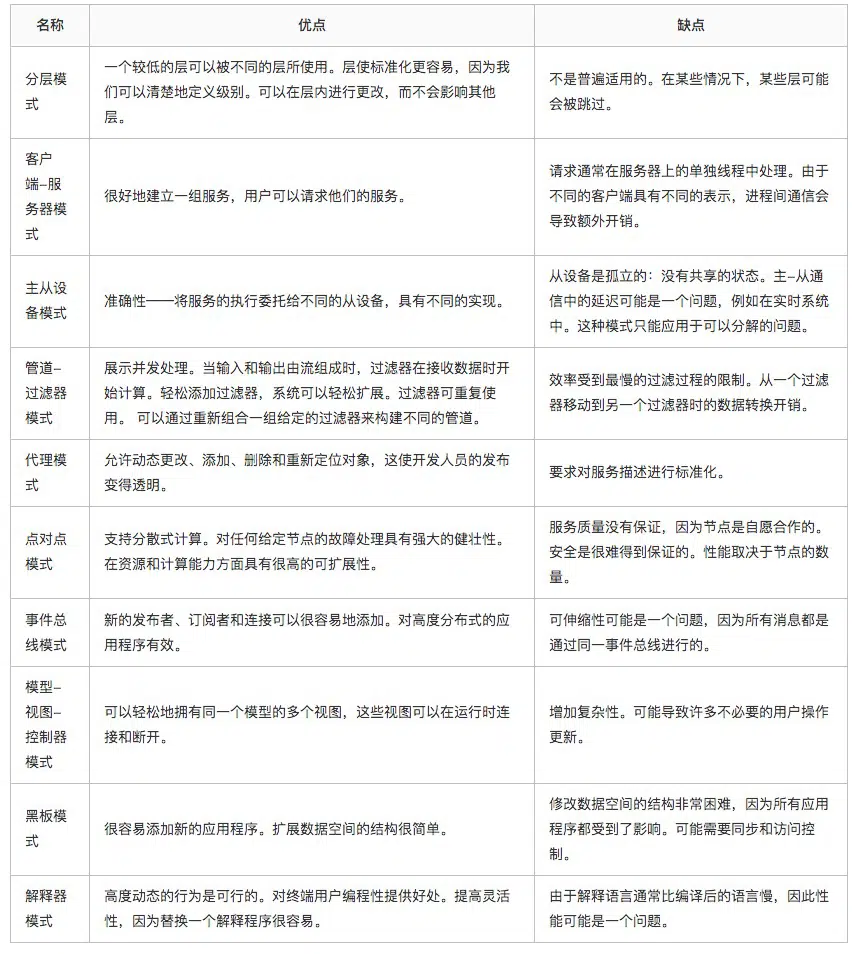 名称
优点
缺点
分层模
式
一个较低的层可以被不同的层所使用。层使标准化更容易，因为我
们可以清楚地定义级别。可以在层内进行更改，而不会影响其他
层。
不是普遍适用的。在某些情况下，某些层可能
会被跳过。
客户
端–服
务器模
式
很好地建立一组服务，用户可以请求他们的服务。
请求通常在服务器上的单独线程中处理。由于
不同的客户端具有不同的表示，进程间通信会
导致额外开销。
主从设
备模式
准确性——将服务的执行委托给不同的从设备，具有不同的实现。
从设备是孤立的：没有共享的状态。主–从通
信中的延迟可能是一个问题，例如在实时系统
中。这种模式只能应用于可以分解的问题。
管道–
过滤器
模式
展示并发处理。当输入和输出由流组成时，过滤器在接收数据时开
始计算。轻松添加过滤器，系统可以轻松扩展。过滤器可重复使
用。 可以通过重新组合一组给定的过滤器来构建不同的管道。
效率受到最慢的过滤过程的限制。从一个过滤
器移动到另一个过滤器时的数据转换开销。
代理模
式
允许动态更改、添加、删除和重新定位对象，这使开发人员的发布
变得透明。
要求对服务描述进行标准化。
点对点
模式
支持分散式计算。对任何给定节点的故障处理具有强大的健壮性。
在资源和计算能力方面具有很高的可扩展性。
服务质量没有保证，因为节点是自愿合作的。
安全是很难得到保证的。性能取决于节点的数
量。
事件总
线模式
新的发布者、订阅者和连接可以很容易地添加。对高度分布式的应
用程序有效。
可伸缩性可能是一个问题，因为所有消息都是
通过同一事件总线进行的。
模型–
视图–
控制器
模式
可以轻松地拥有同一个模型的多个视图，这些视图可以在运行时连
接和断开。
增加复杂性。可能导致许多不必要的用户操作
更新。
黑板模
式
很容易添加新的应用程序。扩展数据空间的结构很简单。
修改数据空间的结构非常困难，因为所有应用
程序都受到了影响。可能需要同步和访问控
制。
解释器
模式
高度动态的行为是可行的。对终端用户编程性提供好处。提高灵活
性，因为替换一个解释程序很容易。
由于解释语言通常比编译后的语言慢，因此性
能可能是一个问题。